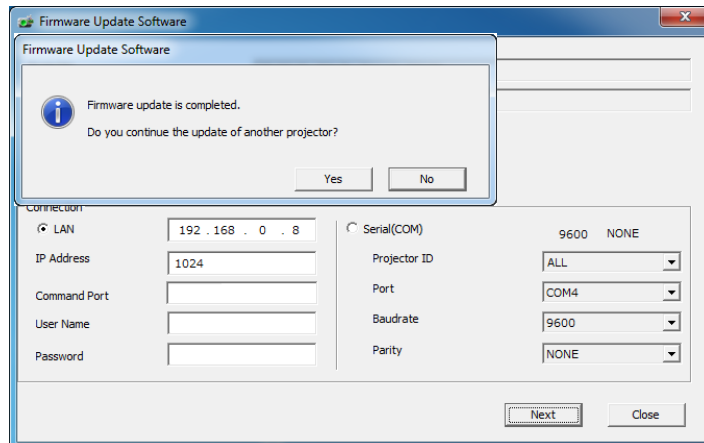 Firmware Update Software
Firmware Update Software
Firmware update is completed.
Do you continue the update of another projector?
Yes No
Connection
LAN 192 . 168 . 0 . 8 Serial(COM) 9600 NONE
IP Address 1024 Projector ID ALL
Command Port Port COM4
User Name Baudrate 9600
Password Parity NONE
Next Close